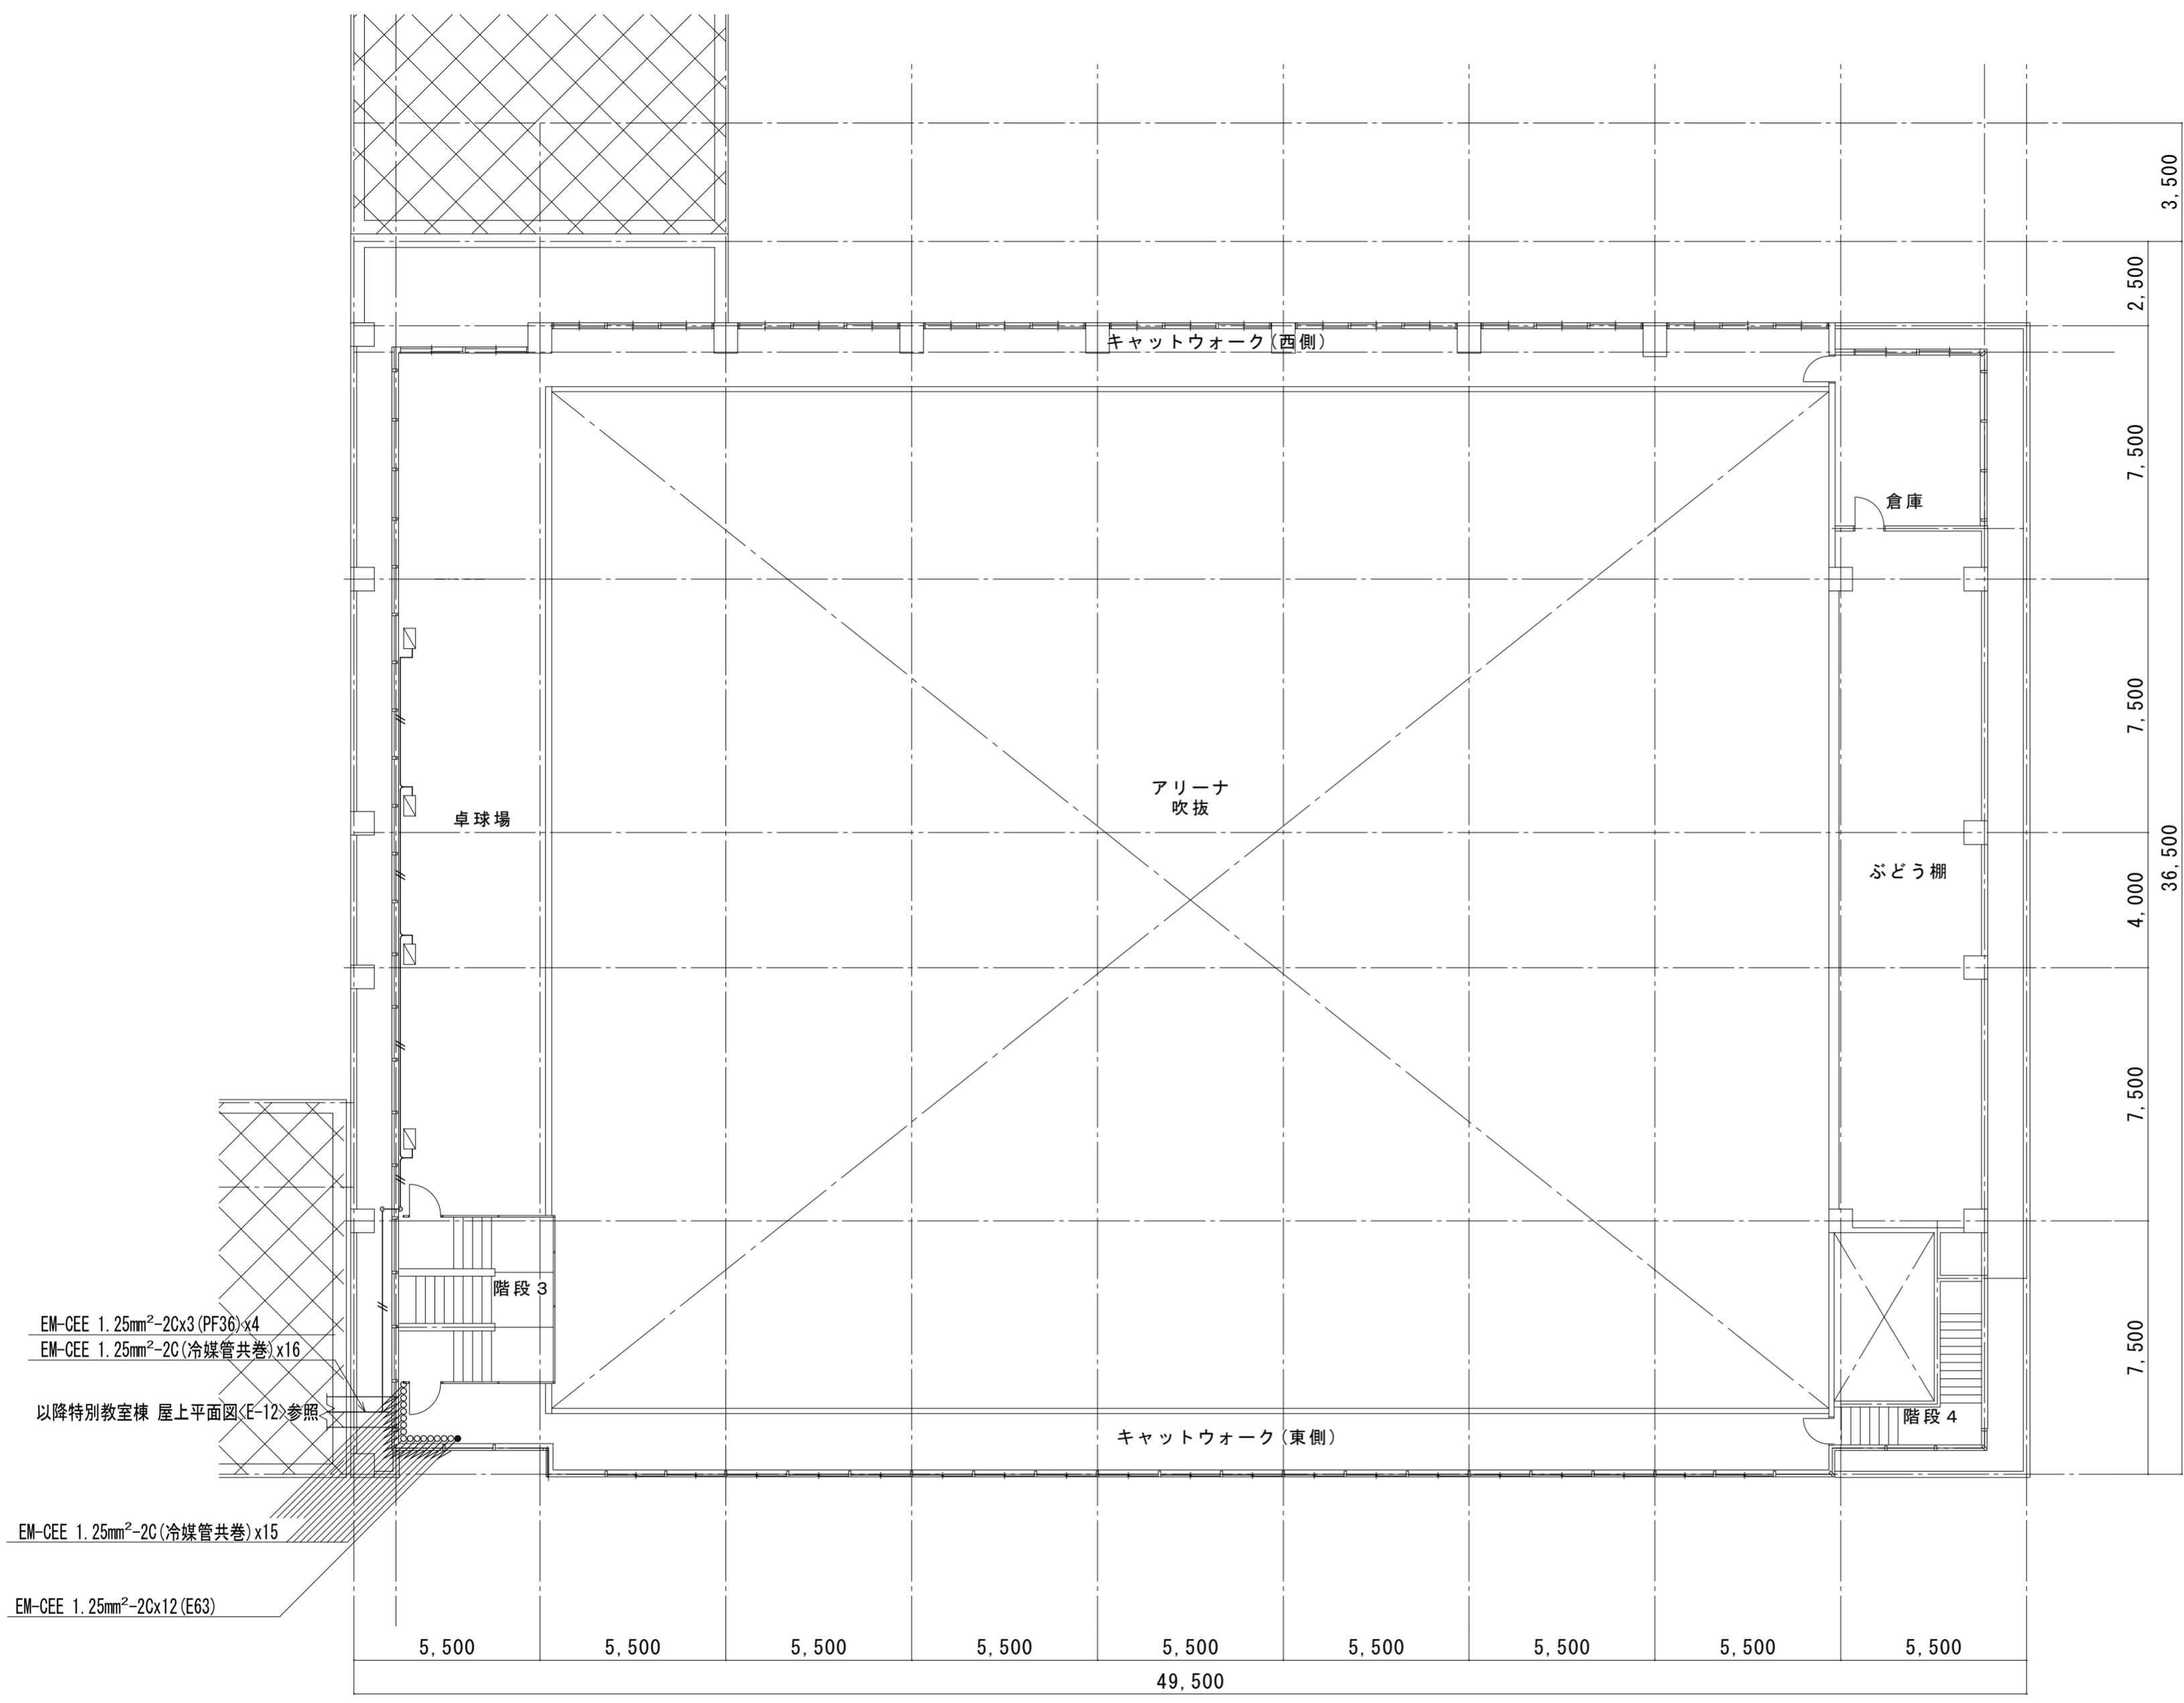 3,500
2,500
キャットウォーク(西側)
7,500
倉庫
7,500
アリーナ
吹抜
卓球場
ぶどう棚
36,500
4,000
7,500
階段３
EM-CEE 1.25mm²-2Cx3(PF36)x4
EM-CEE 1.25mm²-2C(冷媒管共巻)x16
7,500
以降特別教室棟 屋上平面図<E-12>参照
階段４
キャットウォーク(東側)
EM-CEE 1.25mm²-2C(冷媒管共巻)x15
EM-CEE 1.25mm²-2Cx12(E63)
5,500 5,500 5,500 5,500 5,500 5,500 5,500 5,500 5,500
49,500